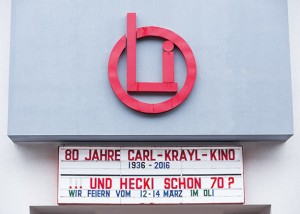 oli
80 JAHRE CARL-KRAYL-KINO
1936-2016
... UND HECKI SCHON 70?
WIR FEIERN VOM 12-14 MÄRZ IM OLI